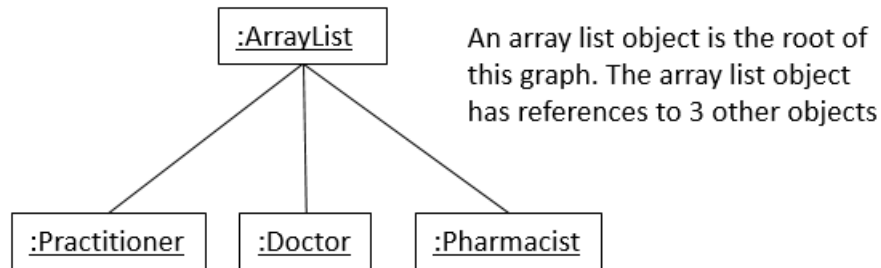 :ArrayList
An array list object is the root of
this graph. The array list object
has references to 3 other objects
:Practitioner
:Doctor
:Pharmacist